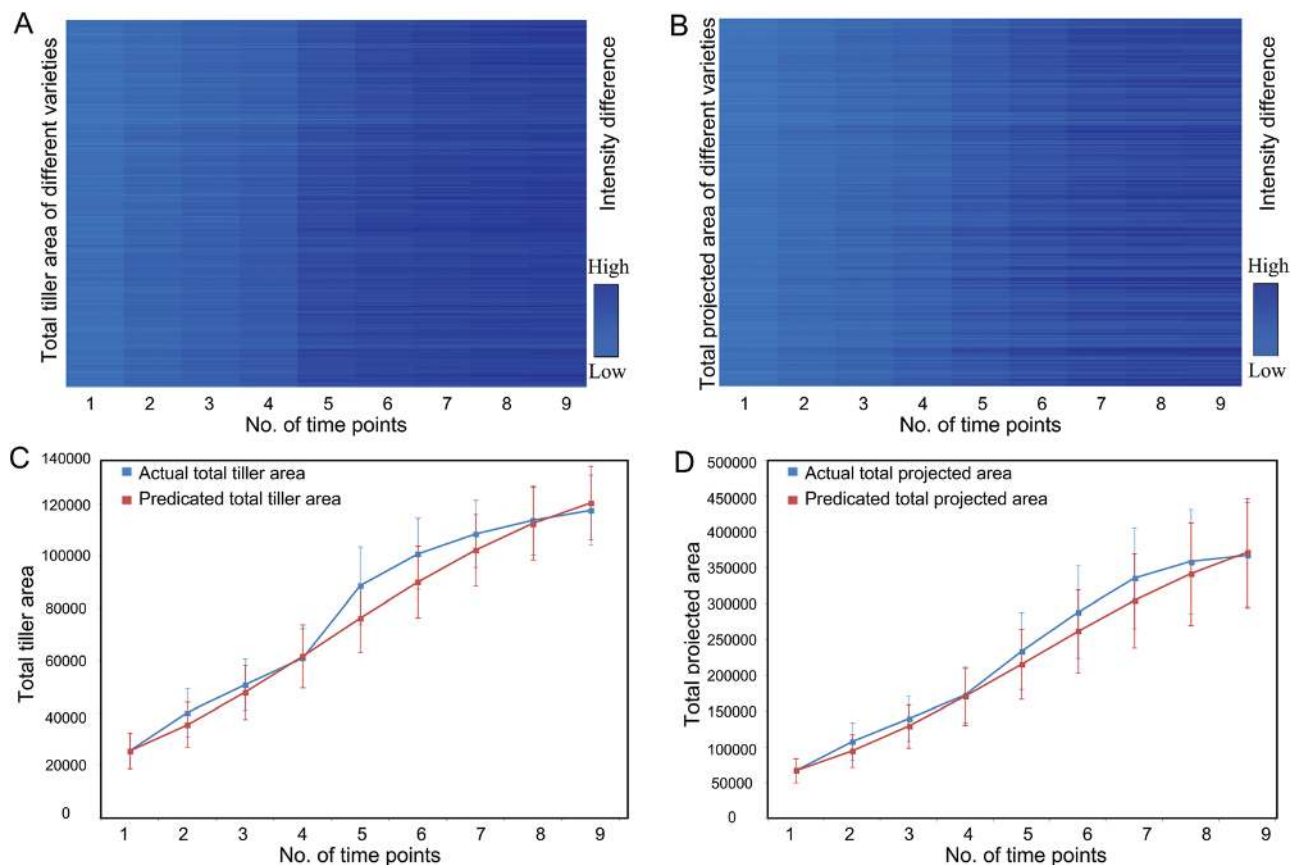 A
Total tiller area of different varieties
Intensity difference
High
Low
1 2 3 4 5 6 7 8 9
No. of time points
B
Total projected area of different varieties
Intensity difference
High
Low
1 2 3 4 5 6 7 8 9
No. of time points
C
140000
120000
100000
80000
60000
40000
20000
0
Total tiller area
Actual total tiller area
Predicated total tiller area
1 2 3 4 5 6 7 8 9
No. of time points
D
500000
450000
400000
350000
300000
250000
200000
150000
100000
50000
0
Total projected area
Actual total projected area
Predicated total projected area
1 2 3 4 5 6 7 8 9
No. of time points